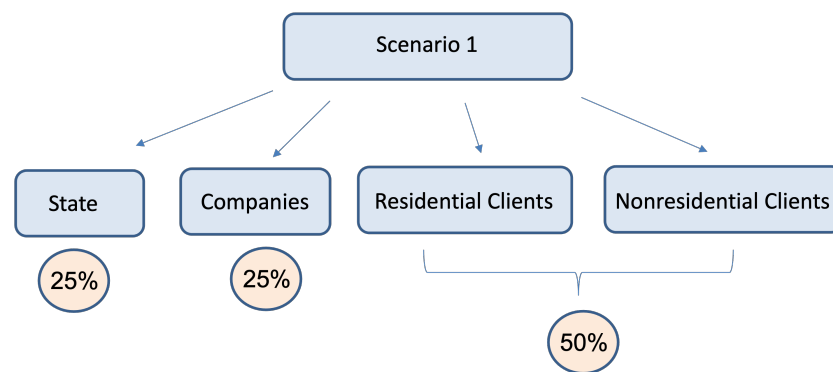 Scenario 1
State
Companies
Residential Clients
Nonresidential Clients
25%
25%
50%